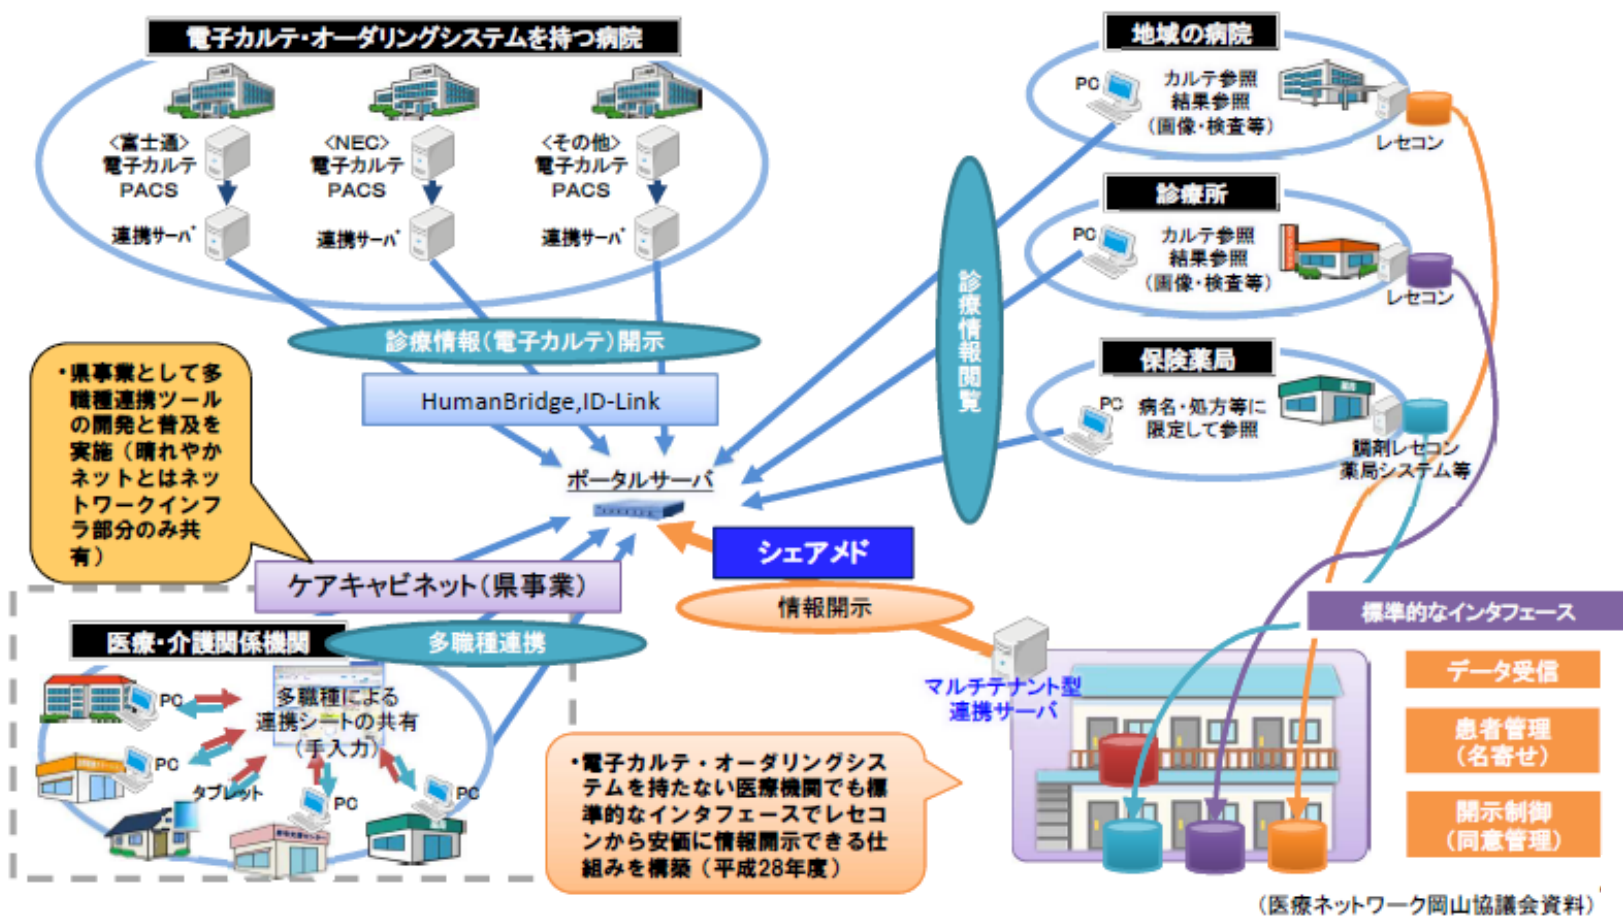 電子カルテ・オーダリングシステムを持つ病院
<富士通>
電子カルテ
PACS
連携サーバ
<NEC>
電子カルテ
PACS
連携サーバ
<その他>
電子カルテ
PACS
連携サーバ
診療情報(電子カルテ)開示
HumanBridge,ID-Link
ポータルサーバ
・県事業として多
職種連携ツール
の開発と普及を
実施(晴れやか
ネットとはネッ
トワークインフ
ラ部分のみ共
有)
ケアキャビネット(県事業)
医療・介護関係機関
多職種連携
多職種による
連携シートの共有
(手入力)
PC
PC
タブレット
PC
PC
診療情報閲覧
地域の病院
PC
カルテ参照
結果参照
(画像・検査等)
レセコン
診療所
PC
カルテ参照
結果参照
(画像・検査等)
レセコン
保険薬局
PC
病名・処方等に
限定して参照
調剤レセコン
薬局システム等
シェアメド
情報開示
マルチテナント型
連携サーバ
標準的なインタフェース
データ受信
患者管理
(名寄せ)
開示制御
(同意管理)
・電子カルテ・オーダリングシス
テムを持たない医療機関でも標
準的なインタフェースでレセコ
ンから安価に情報開示できる仕
組みを構築(平成28年度)
(医療ネットワーク岡山協議会資料)